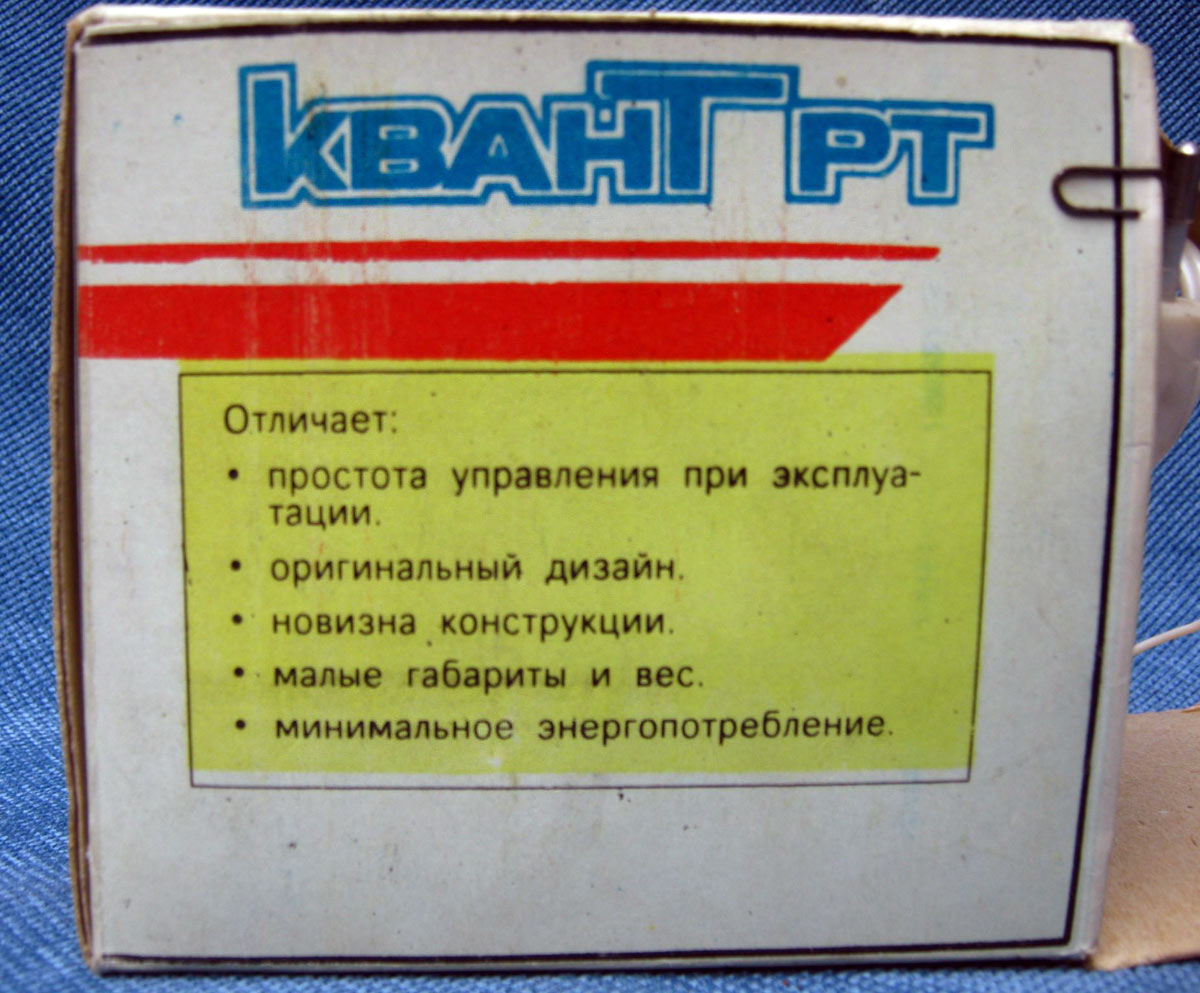 КВАНТ РТ
Отличает:
• простота управления при эксплуа-
тации.
• оригинальный дизайн.
• новизна конструкции.
• малые габариты и вес.
• минимальное энергопотребление.